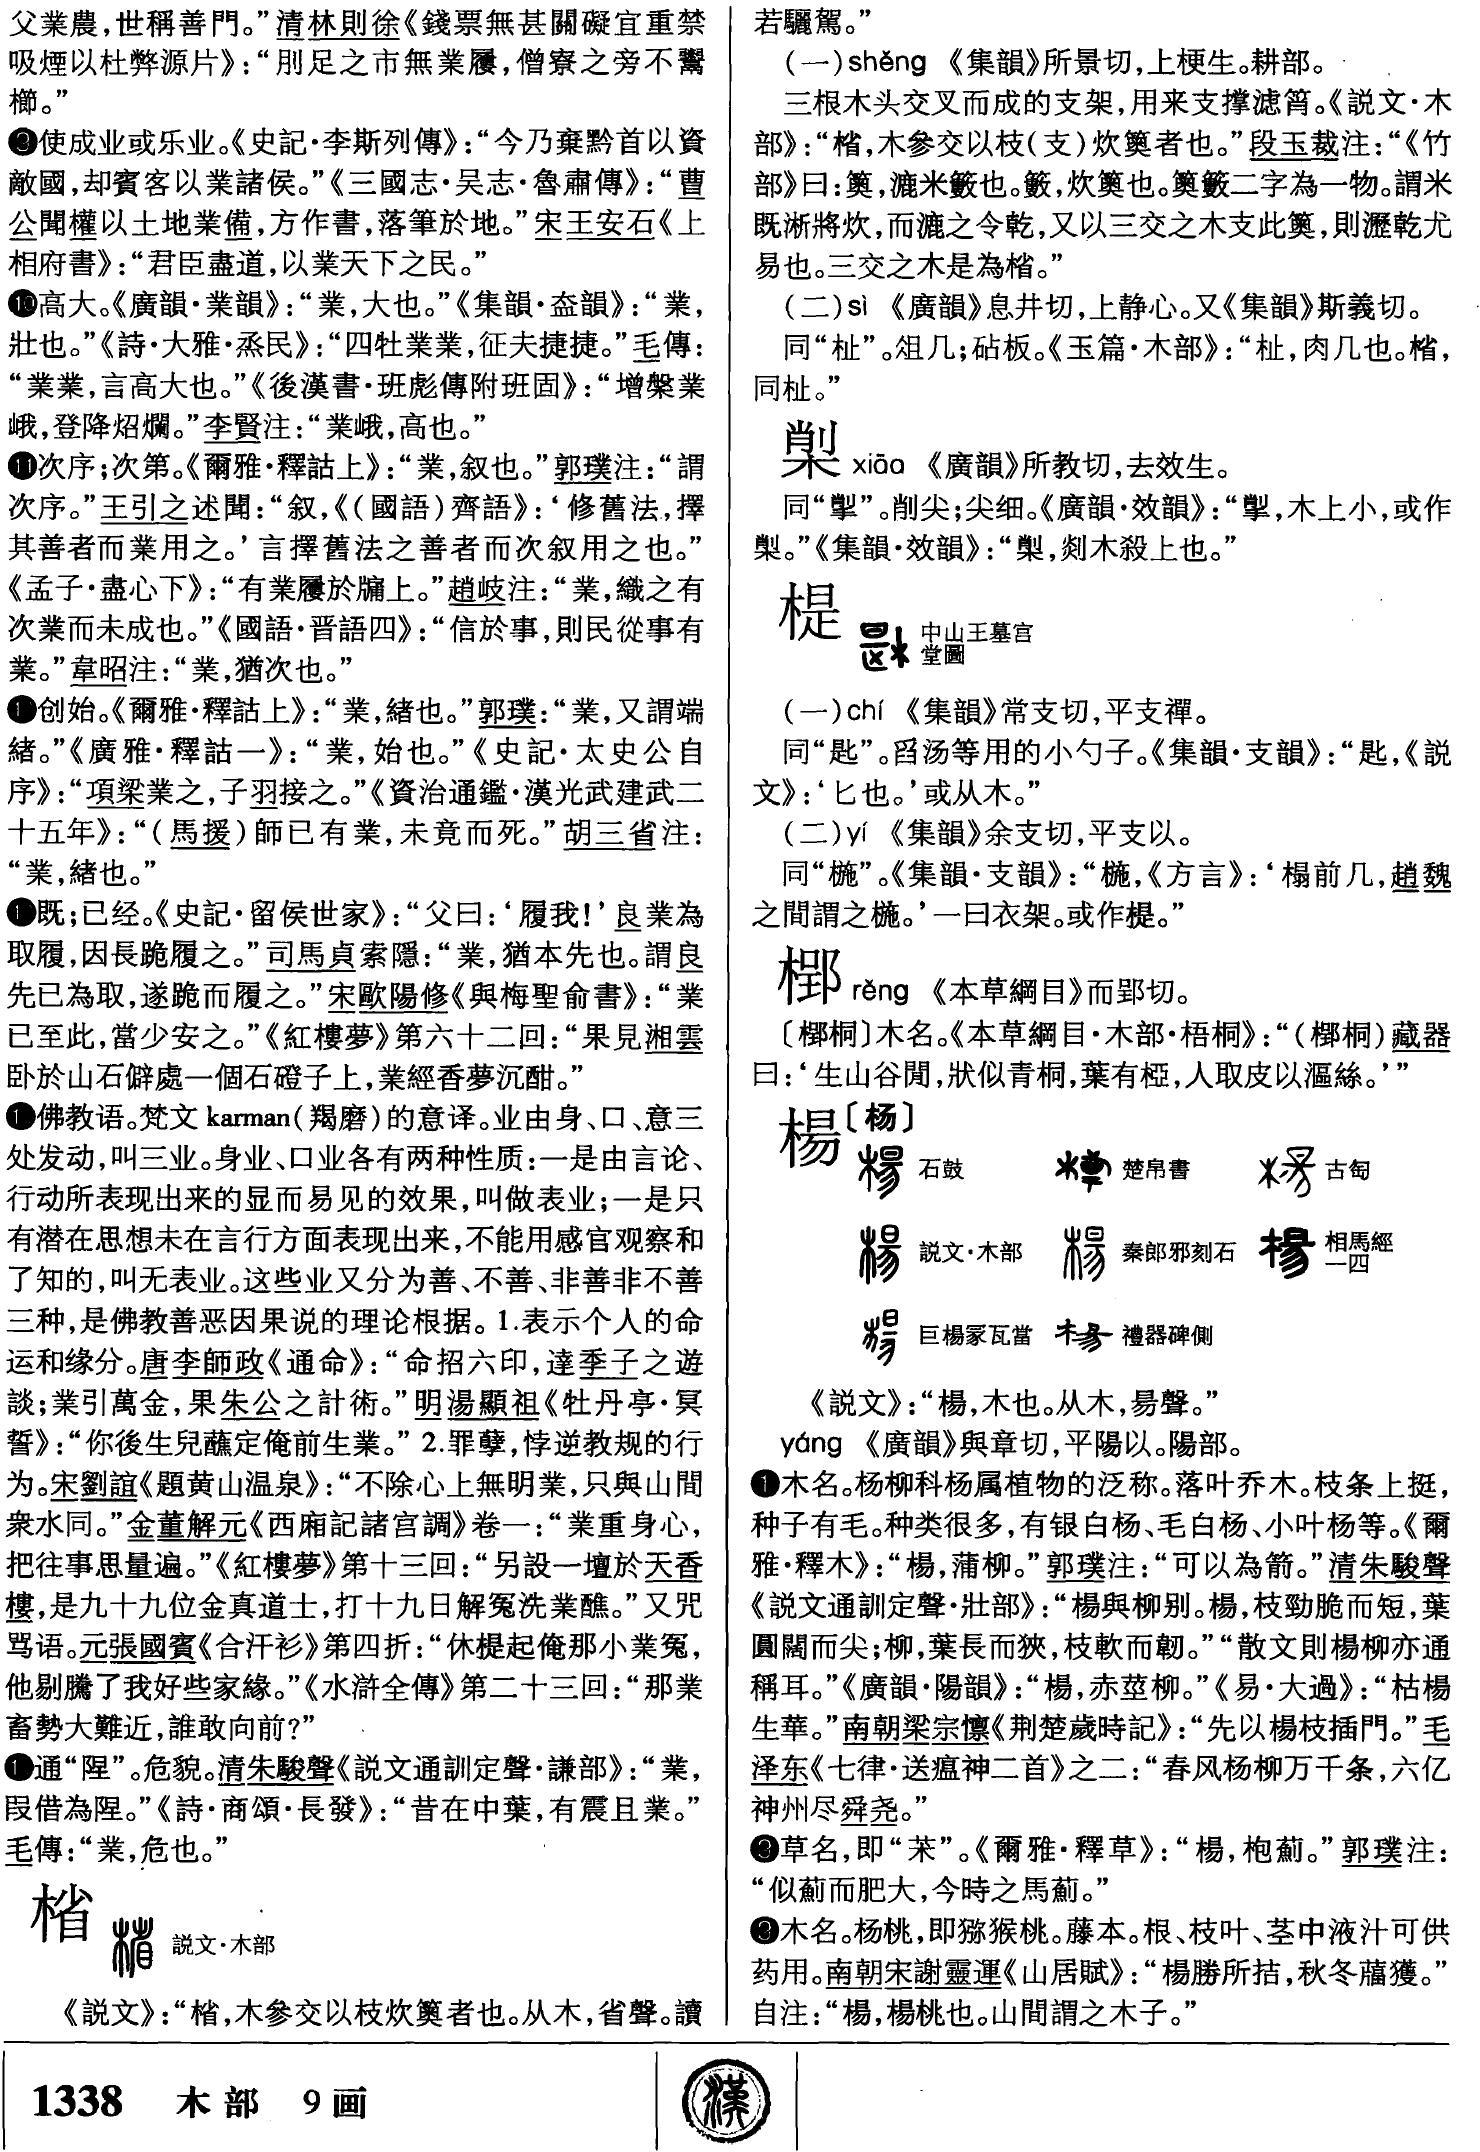 父業農，世稱善門。”清林則徐《錢票無甚關礙宜重禁
吸煙以杜弊源片》：“刖足之市無業屨，僧寮之旁不鬻
櫛。”
使成业或乐业。《史記·李斯列傳》：“今乃棄黔首以資
敵國，却賓客以業諸侯。”《三國志·吴志·魯肅傳》：“曹
公聞權以土地業備，方作書，落筆於地。”宋王安石《上
相府書》：“君臣盡道，以業天下之民。”
⑩高大。《廣韻·業韻》：“業，大也。”《集韻·盍韻》：“業，
壯也。”《詩·大雅·烝民》：“四牡業業，征夫捷捷。”毛傳：
“業業，言高大也。”《後漢書·班彪傳附班固》：“增槃業
峨，登降炤爛。”李賢注：“業峨，高也。”
⑪次序；次第。《爾雅·釋詁上》：“業，叙也。”郭璞注：“謂
次序。”王引之述聞：“叙，《（國語）齊語》：‘修舊法，擇
其善者而業用之。’言擇舊法之善者而次叙用之也。”
《孟子·盡心下》：“有業屨於牖上。”趙岐注：“業，織之有
次業而未成也。”《國語·晋語四》：“信於事，則民從事有
業。”韋昭注：“業，猶次也。”
创始。《爾雅·釋詁上》：“業，緒也。”郭璞：“業，又謂端
緒。”《廣雅·釋詁一》：“業，始也。”《史記·太史公自
序》：“項梁業之，子羽接之。”《資治通鑑·漢光武建武二
十五年》：“（馬援）師已有業，未竟而死。”胡三省注：
“業，緒也。”
既；已经。《史記·留侯世家》：“父曰：‘履我！’良業為
取履，因長跪履之。”司馬貞索隱：“業，猶本先也。謂良
先已為取，遂跪而履之。”宋歐陽修《與梅聖俞書》：“業
已至此，當少安之。”《紅樓夢》第六十二回：“果見湘雲
卧於山石僻處一個石磴子上，業經香夢沉酣。”
佛教语。梵文 karman（羯磨）的意译。业由身、口、意三
处发动，叫三业。身业、口业各有两种性质：一是由言论、
行动所表现出来的显而易见的效果，叫做表业；一是只
有潜在思想未在言行方面表现出来，不能用感官观察和
了知的，叫无表业。这些业又分为善、不善、非善非不善
三种，是佛教善恶因果说的理论根据。1.表示个人的命
运和缘分。唐李師政《通命》：“命招六印，達季子之遊
談；業引萬金，果朱公之計術。”明湯顯祖《牡丹亭·冥
誓》：“你後生兒蘸定俺前生業。”2.罪孽，悖逆教规的行
为。宋劉誼《題黄山温泉》：“不除心上無明業，只與山間
衆水同。”金董解元《西廂記諸宫調》卷一：“業重身心，
把往事思量遍。”《紅樓夢》第十三回：“另設一壇於天香
樓，是九十九位全真道士，打十九日解冤洗業醮。”又咒
骂语。元張國賓《合汗衫》第四折：“休提起俺那小業冤，
他剔騰了我好些家緣。”《水滸全傳》第二十三回：“那業
畜勢大難近，誰敢向前？”
通“隉”。危貌。清朱駿聲《説文通訓定聲·謙部》：“業，
叚借為隉。”《詩·商頌·長發》：“昔在中葉，有震且業。”
毛傳：“業，危也。”
楈
説文·木部
《説文》：“楈，木參交以枝炊䉛者也。从木，省聲。讀
若驪駕。”
（一）shěng 《集韻》所景切，上梗生。耕部。
三根木头交叉而成的支架，用来支撑滤筲。《説文·木
部》：“楈，木參交以枝（支）炊䉛者也。”段玉裁注：“《竹
部》曰：䉛，漉米籔也。籔，炊䉛也。䉛籔二字為一物。謂米
既淅將炊，而漉之令乾，又以三交之木支此䉛，則瀝乾尤
易也。三交之木是為楈。”
（二）sì 《廣韻》息井切，上静心。又《集韻》斯義切。
同“杫”。俎几；砧板。《玉篇·木部》：“杫，肉几也。楈，
同杫。”
㮐 xiāo 《廣韻》所教切，去效生。
同“揱”。削尖；尖细。《廣韻·效韻》：“揱，木上小，或作
㮐。”《集韻·效韻》：“㮐，剡木殺上也。”
㮛
中山王墓宫
堂圖
（一）chí 《集韻》常支切，平支禪。
同“匙”。舀汤等用的小勺子。《集韻·支韻》：“匙，《説
文》：‘匕也。’或从木。”
（二）yí 《集韻》余支切，平支以。
同“椸”。《集韻·支韻》：“椸，《方言》：‘榻前几，趙魏
之間謂之椸。’一曰衣架。或作㮛。”
㮟 rěng 《本草綱目》而郢切。
〔㮟桐〕木名。《本草綱目·木部·梧桐》：“（㮟桐）藏器
曰：‘生山谷間，狀似青桐，葉有椏，人取皮以漚絲。’”
楊〔杨〕
石鼓 楚帛書 古匋
説文·木部 秦郎邪刻石 相馬經
一四
巨楊冢瓦當 禮器碑側
《説文》：“楊，木也。从木，昜聲。”
yáng 《廣韻》與章切，平陽以。陽部。
❶木名。杨柳科杨属植物的泛称。落叶乔木。枝条上挺，
种子有毛。种类很多，有银白杨、毛白杨、小叶杨等。《爾
雅·釋木》：“楊，蒲柳。”郭璞注：“可以為箭。”清朱駿聲
《説文通訓定聲·壯部》：“楊與柳别。楊，枝勁脆而短，葉
圓闊而尖；柳，葉長而狹，枝軟而韌。”“散文則楊柳亦通
稱耳。”《廣韻·陽韻》：“楊，赤莖柳。”《易·大過》：“枯楊
生華。”南朝梁宗懔《荆楚歲時記》：“先以楊枝插門。”毛
泽东《七律·送瘟神二首》之二：“春风杨柳万千条，六亿
神州尽舜尧。”
草名，即“苿”。《爾雅·釋草》：“楊，枹薊。”郭璞注：
“似薊而肥大，今時之馬薊。”
❸木名。杨桃，即猕猴桃。藤本。根、枝叶、茎中液汁可供
药用。南朝宋謝靈運《山居賦》：“楊勝所拮，秋冬䕎獲。”
自注：“楊，楊桃也。山間謂之木子。”
1338 木部 9画
漢